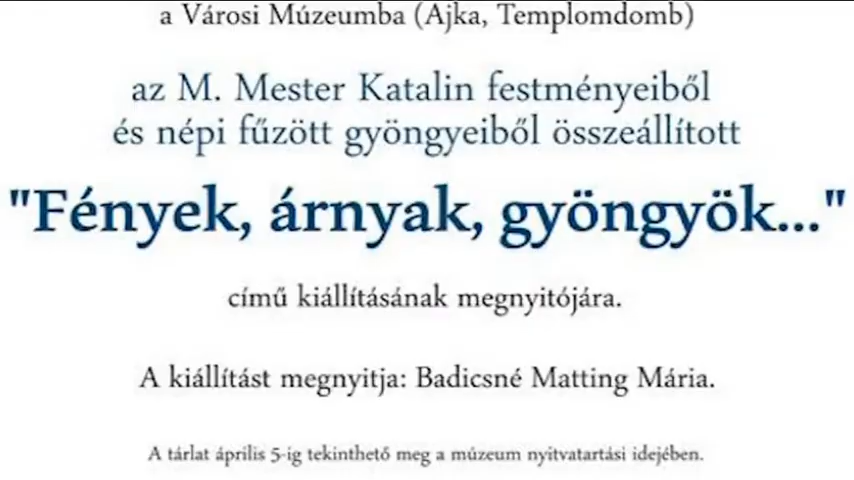 a Városi Múzeumba (Ajka, Templomdomb)
az M. Mester Katalin festményeiből
és népi fűzött gyöngyeiből összeállított
"Fények, árnyak, gyöngyök..."
című kiállításának megnyitójára.
A kiállítást megnyitja: Badicsné Matting Mária.
A tárlat április 5-ig tekinthető meg a múzeum nyitvatartási idejében.